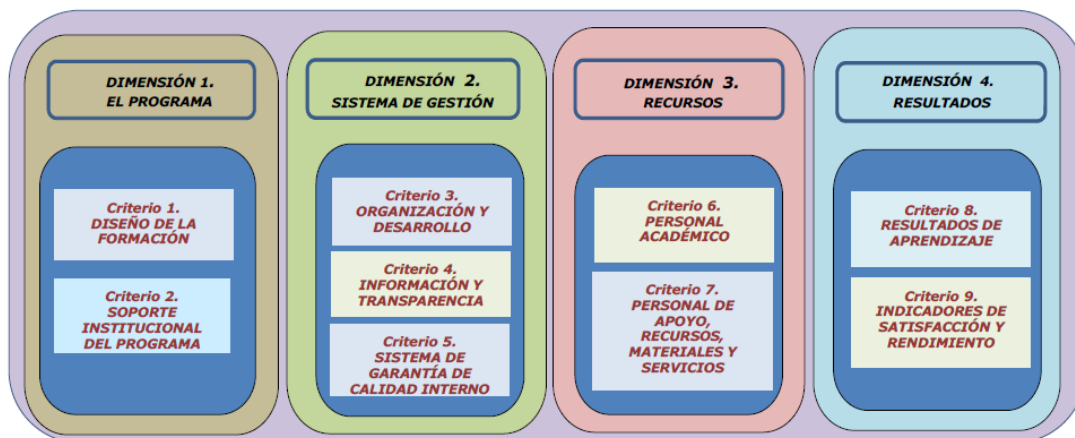 DIMENSIÓN 1.
EL PROGRAMA
Criterio 1.
DISEÑO DE LA
FORMACIÓN
Criterio 2.
SOPORTE
INSTITUCIONAL
DEL PROGRAMA
DIMENSIÓN 2.
SISTEMA DE GESTIÓN
Criterio 3.
ORGANIZACIÓN Y
DESARROLLO
Criterio 4.
INFORMACIÓN Y
TRANSPARENCIA
Criterio 5.
SISTEMA DE
GARANTÍA DE
CALIDAD INTERNO
DIMENSIÓN 3.
RECURSOS
Criterio 6.
PERSONAL
ACADÉMICO
Criterio 7.
PERSONAL DE
APOYO,
RECURSOS,
MATERIALES Y
SERVICIOS
DIMENSIÓN 4.
RESULTADOS
Criterio 8.
RESULTADOS DE
APRENDIZAJE
Criterio 9.
INDICADORES DE
SATISFACCIÓN Y
RENDIMIENTO